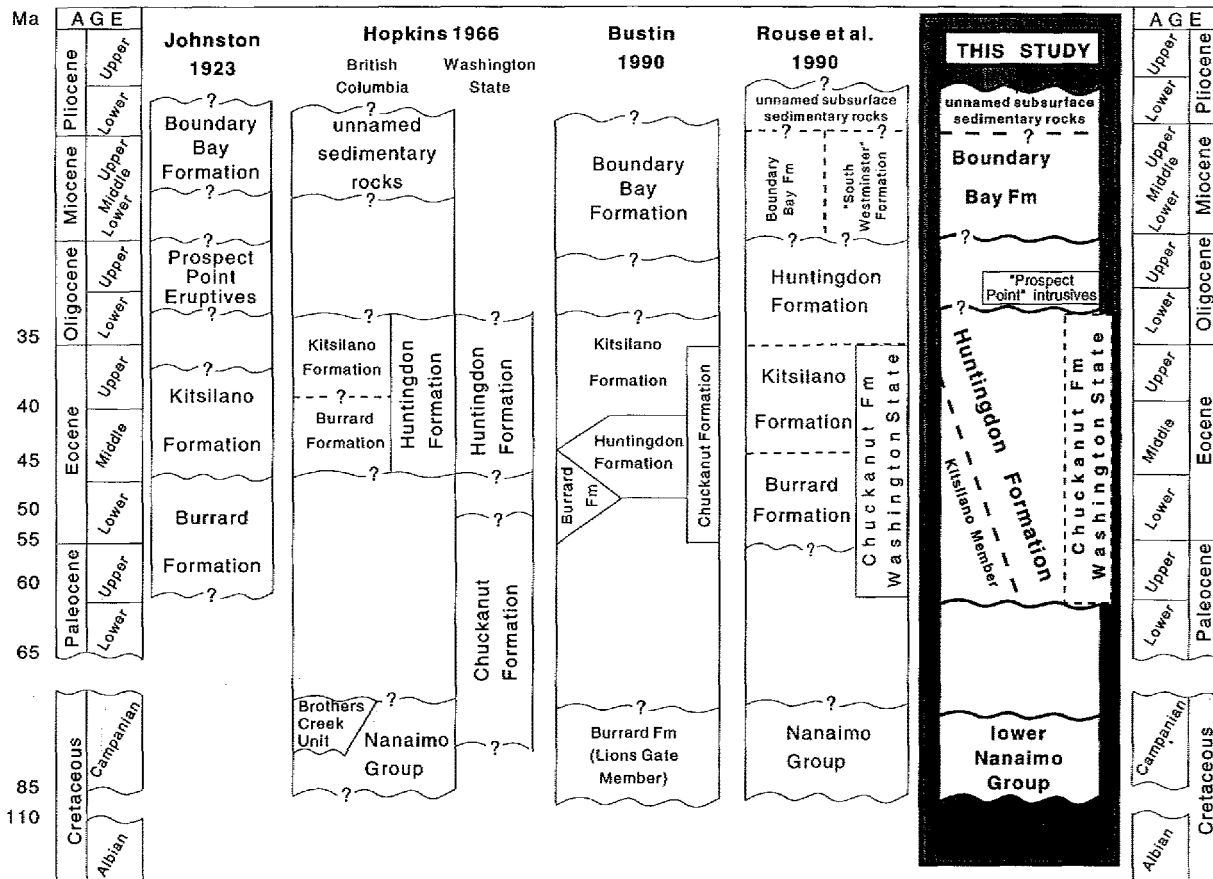 Ma
AGE
Pliocene
Upper
Lower
Miocene
Upper
Middle
Lower
Oligocene
Upper
Lower
Eocene
Upper
Middle
Lower
Paleocene
Upper
Lower
Cretaceous
Campanian
Albian
35
40
45
50
55
60
65
85
110
Johnston
1923
?
Boundary
Bay
Formation
?
?
Prospect
Point
Eruptives
?
?
Kitsilano
Formation
?
Burrard
Formation
?
Hopkins 1966
British
Columbia
Washington
State
?
unnamed
sedimentary
rocks
?
?
Kitsilano
Formation
?
Burrard
Formation
Huntingdon
Formation
?
?
Huntingdon
Formation
?
?
Chuckanut
Formation
?
?
Brothers
Creek
Unit
Nanaimo
Group
?
Bustin
1990
?
Boundary
Bay
Formation
?
?
Kitsilano
Formation
Huntingdon
Formation
Burrard
Fm
Chuckanut Formation
?
Burrard Fm
(Lions Gate
Member)
Rouse et al.
1990
?
unnamed subsurface
sedimentary rocks
?
?
Boundary
Bay Fm
"South
Westminster"
Formation
?
?
Huntingdon
Formation
Kitsilano
Formation
Burrard
Formation
?
Chuckanut Fm
Washington State
?
Nanaimo
Group
THIS STUDY
unnamed subsurface
sedimentary rocks
?
Boundary
Bay Fm
?
"Prospect
Point" intrusives
?
Huntingdon Formation
Kitsilano Member
Chuckanut Fm
Washington State
lower
Nanaimo
Group
AGE
Upper
Lower
Pliocene
Upper
Middle
Lower
Miocene
Upper
Lower
Oligocene
Upper
Middle
Lower
Eocene
Upper
Lower
Paleocene
Campanian
Albian
Cretaceous